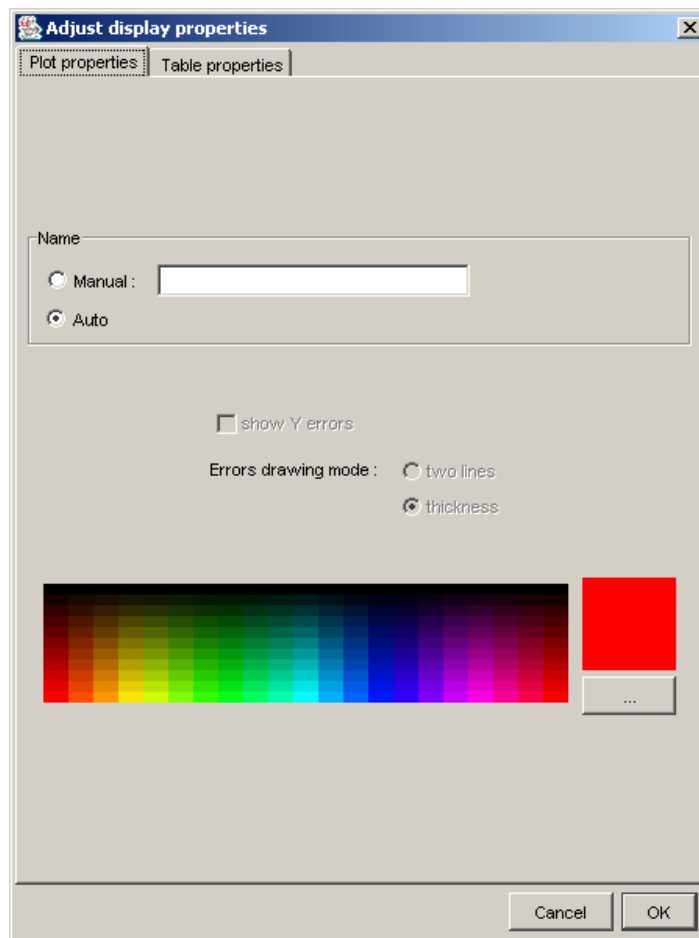 Adjust display properties
Plot properties Table properties
Name
Manual :
Auto
show Y errors
Errors drawing mode : two lines
thickness
...
Cancel OK